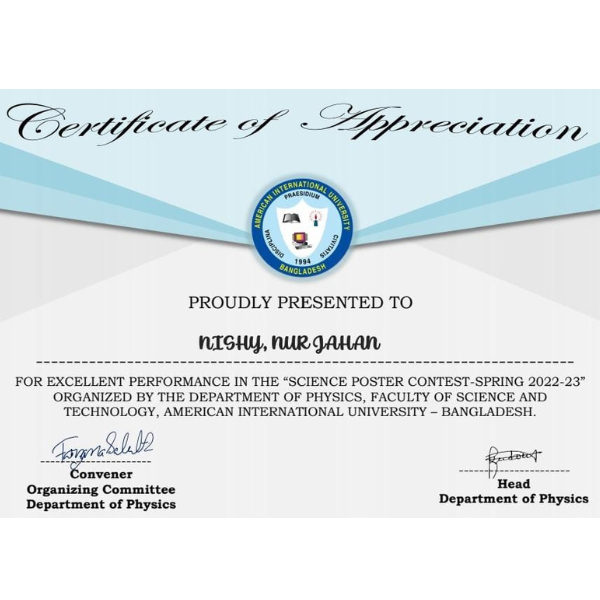 Certificate of Appreciation
AMERICAN INTERNATIONAL UNIVERSITY
PRAESIDIUM
DISCIPLINA
CIVITATIS
1994
BANGLADESH
PROUDLY PRESENTED TO
NISHY, NUR JAHAN
FOR EXCELLENT PERFORMANCE IN THE “SCIENCE POSTER CONTEST-SPRING 2022-23”
ORGANIZED BY THE DEPARTMENT OF PHYSICS, FACULTY OF SCIENCE AND
TECHNOLOGY, AMERICAN INTERNATIONAL UNIVERSITY – BANGLADESH.
Convener
Organizing Committee
Department of Physics
Head
Department of Physics